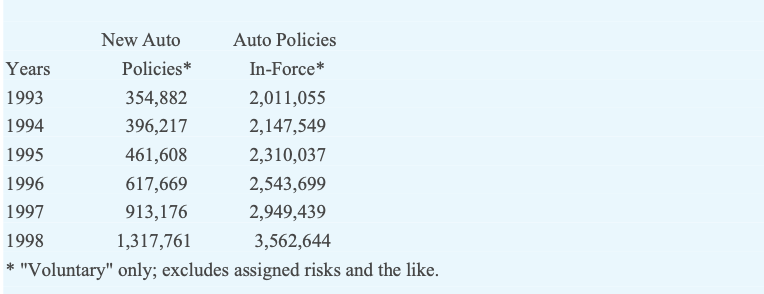 New Auto Auto Policies
Years Policies* In-Force*
1993 354,882 2,011,055
1994 396,217 2,147,549
1995 461,608 2,310,037
1996 617,669 2,543,699
1997 913,176 2,949,439
1998 1,317,761 3,562,644
* "Voluntary" only; excludes assigned risks and the like.